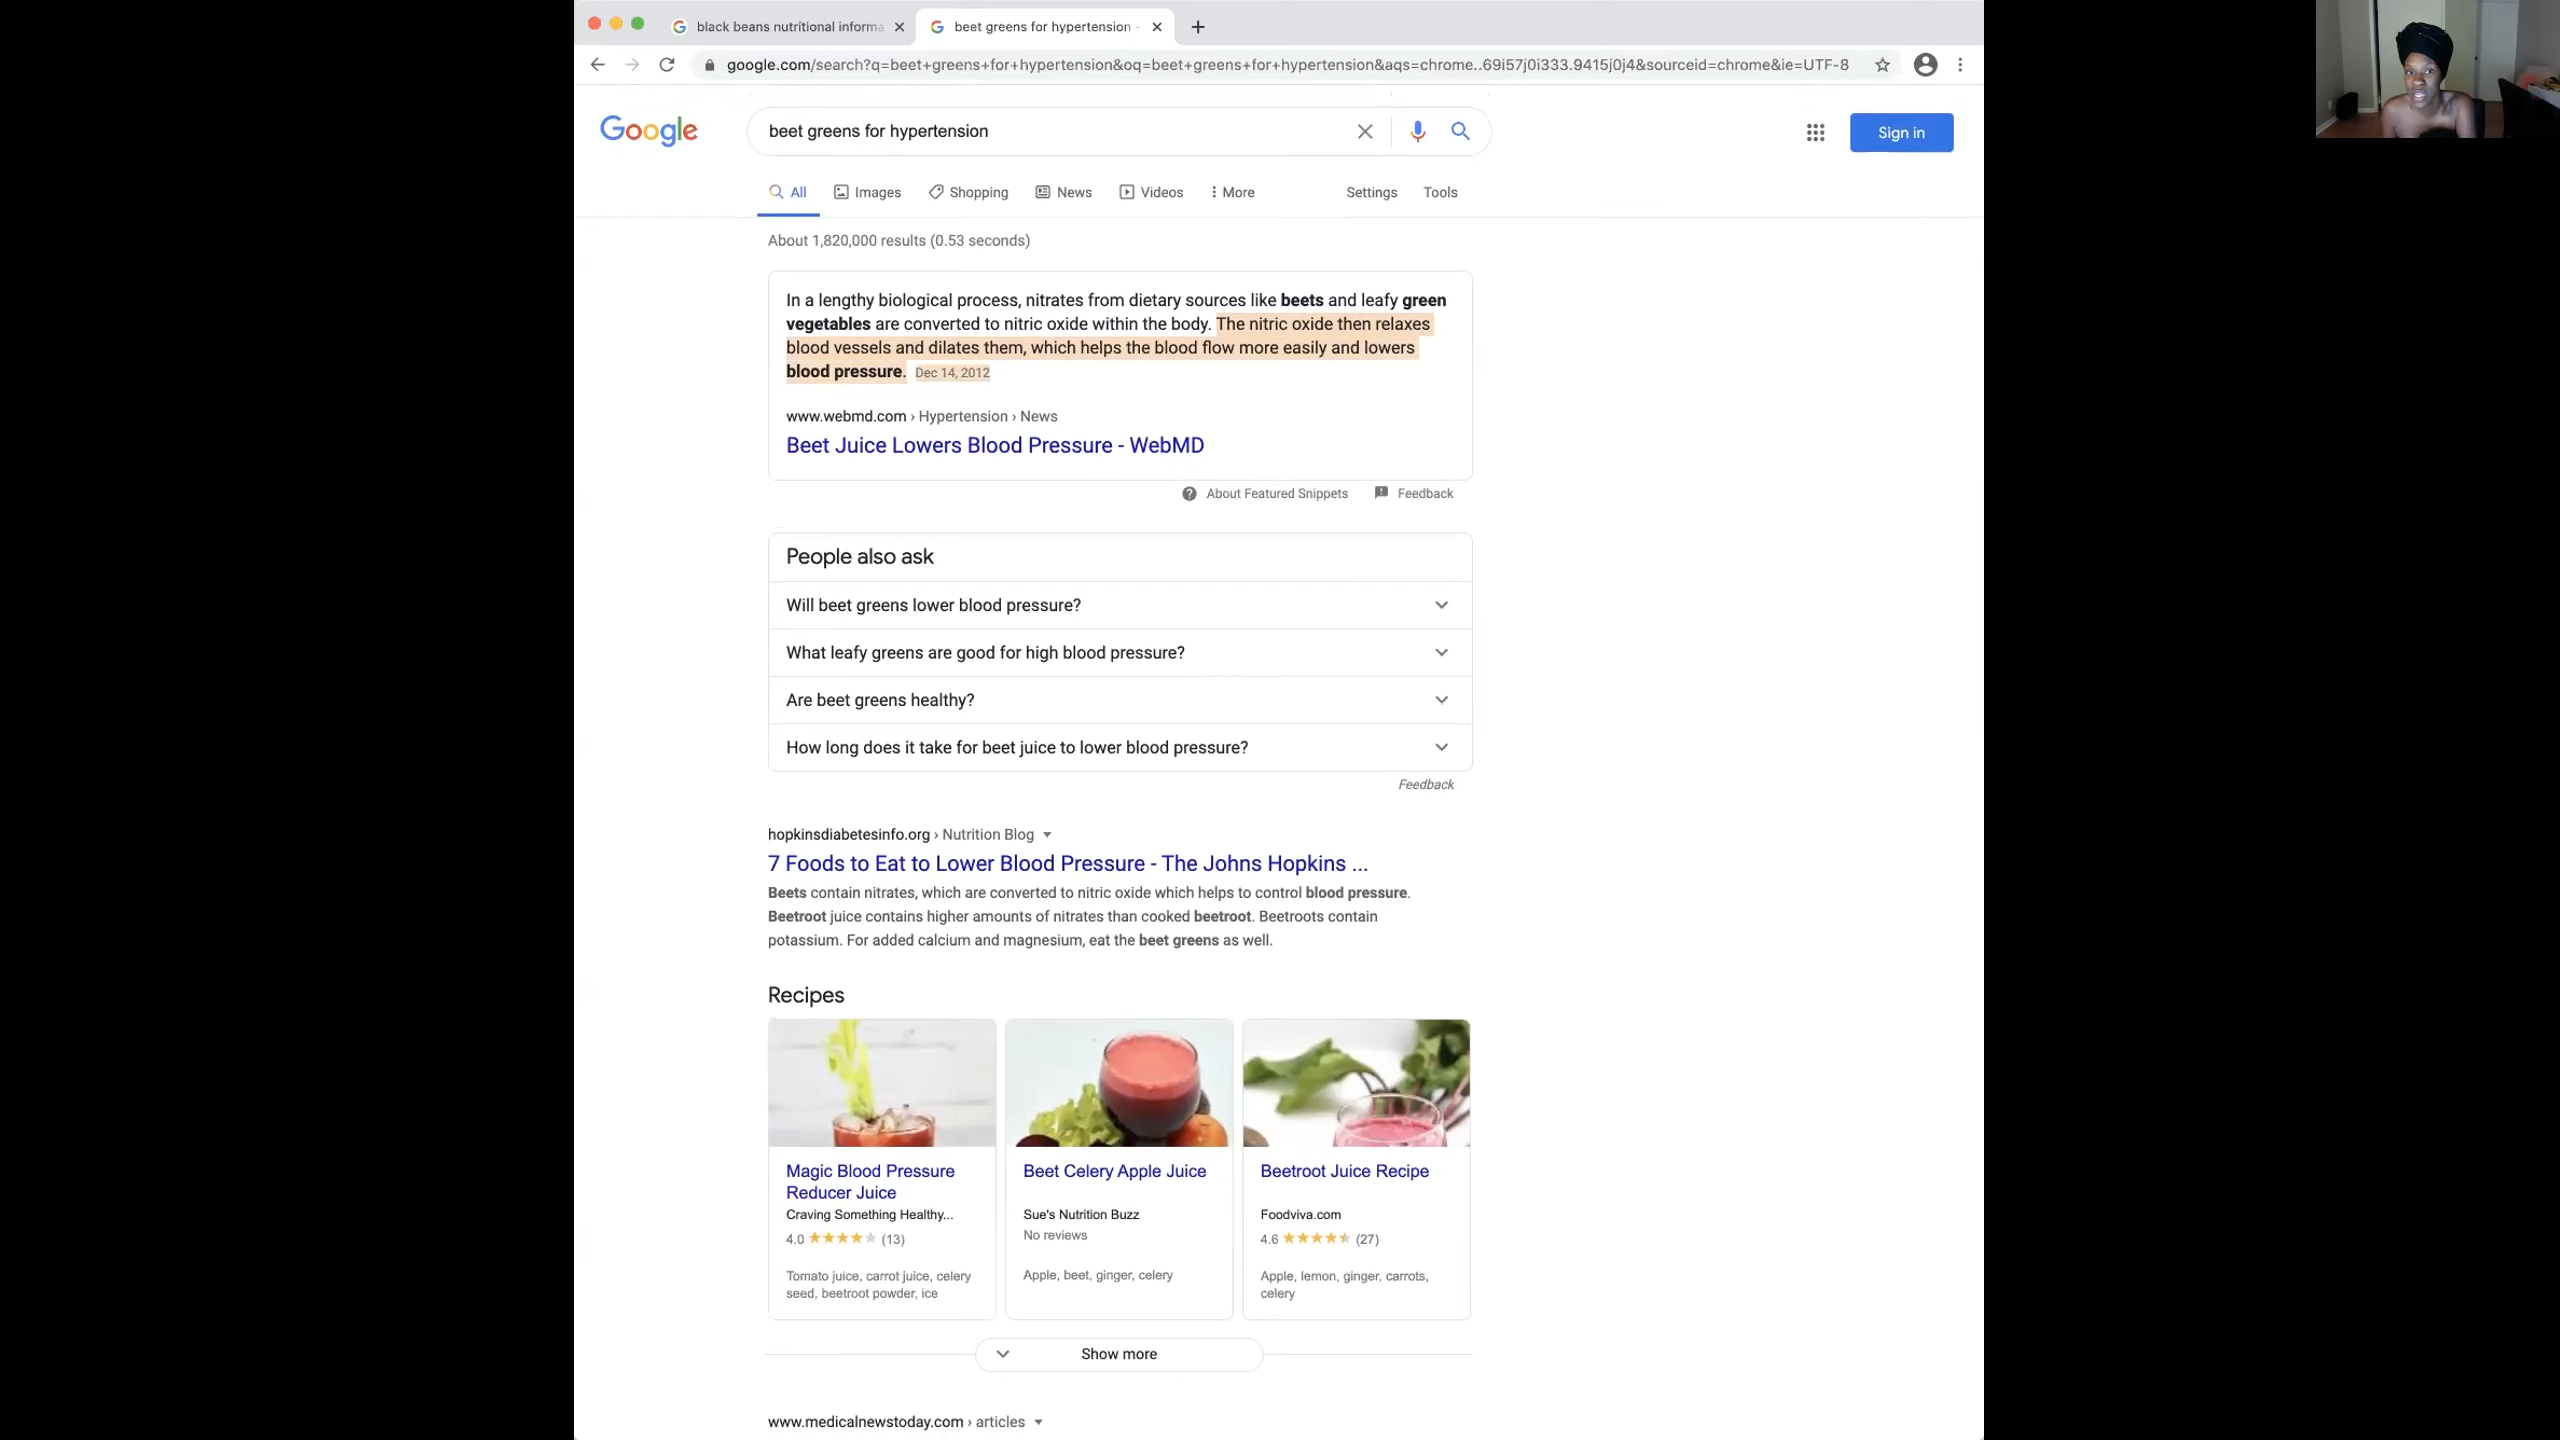 black beans nutritional informa
beet greens for hypertension -
google.com/search?q=beet+greens+for+hypertension&oq=beet+greens+for+hypertension&aqs=chrome..69i57j0i333.9415j0j4&sourceid=chrome&ie=UTF-8
Google
beet greens for hypertension
Sign in
All
Images
Shopping
News
Videos
More
Settings
Tools
About 1,820,000 results (0.53 seconds)
In a lengthy biological process, nitrates from dietary sources like beets and leafy green
vegetables are converted to nitric oxide within the body. The nitric oxide then relaxes
blood vessels and dilates them, which helps the blood flow more easily and lowers
blood pressure. Dec 14, 2012
www.webmd.com › Hypertension › News
Beet Juice Lowers Blood Pressure - WebMD
About Featured Snippets
Feedback
People also ask
Will beet greens lower blood pressure?
What leafy greens are good for high blood pressure?
Are beet greens healthy?
How long does it take for beet juice to lower blood pressure?
Feedback
hopkinsdiabetesinfo.org › Nutrition Blog
7 Foods to Eat to Lower Blood Pressure - The Johns Hopkins ...
Beets contain nitrates, which are converted to nitric oxide which helps to control blood pressure.
Beetroot juice contains higher amounts of nitrates than cooked beetroot. Beetroots contain
potassium. For added calcium and magnesium, eat the beet greens as well.
Recipes
Magic Blood Pressure
Reducer Juice
Craving Something Healthy...
4.0 (13)
Tomato juice, carrot juice, celery
seed, beetroot powder, ice
Beet Celery Apple Juice
Sue's Nutrition Buzz
No reviews
Apple, beet, ginger, celery
Beetroot Juice Recipe
Foodviva.com
4.6 (27)
Apple, lemon, ginger, carrots,
celery
Show more
www.medicalnewstoday.com › articles